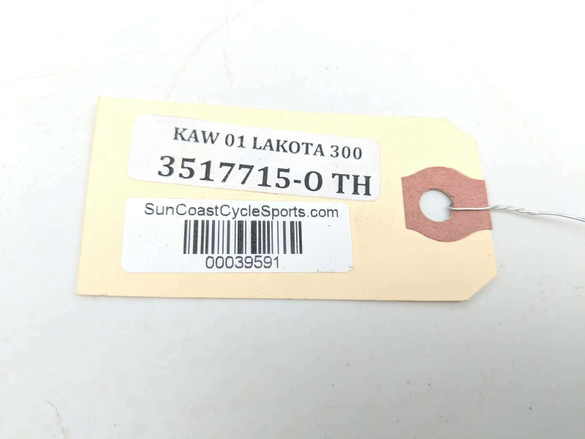 KAW 01 LAKOTA 300
3517715-O TH
SunCoastCycleSports.com
00039591